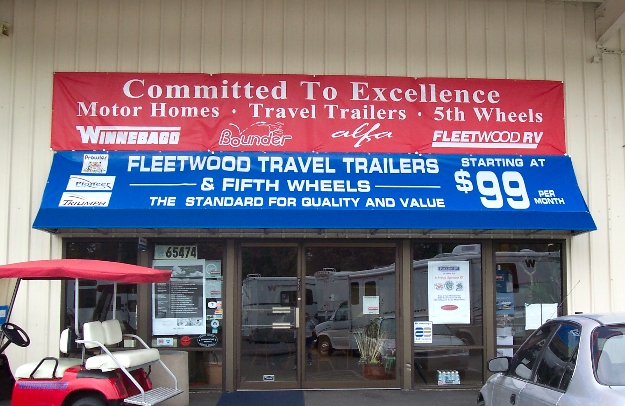 Committed To Excellence
Motor Homes · Travel Trailers · 5th Wheels
WINNEBAGO Bounder alfa FLEETWOOD RV
Prowler
FLEETWOOD TRAVEL TRAILERS
& FIFTH WHEELS
THE STANDARD FOR QUALITY AND VALUE
STARTING AT
$99 PER MONTH
Pioneer
TRIUMPH
65474
W